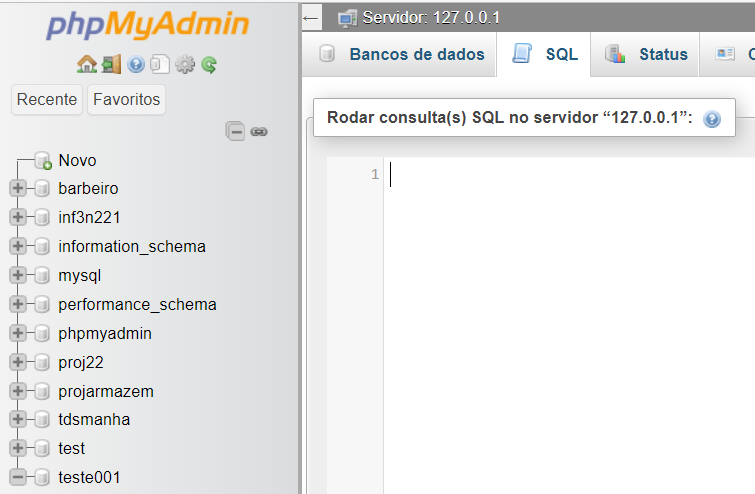 phpMyAdmin
Recente Favoritos
Novo
barbeiro
inf3n221
information_schema
mysql
performance_schema
phpmyadmin
proj22
projarmazem
tdsmanha
test
teste001
Servidor: 127.0.0.1
Bancos de dados SQL Status C
Rodar consulta(s) SQL no servidor “127.0.0.1”:
1